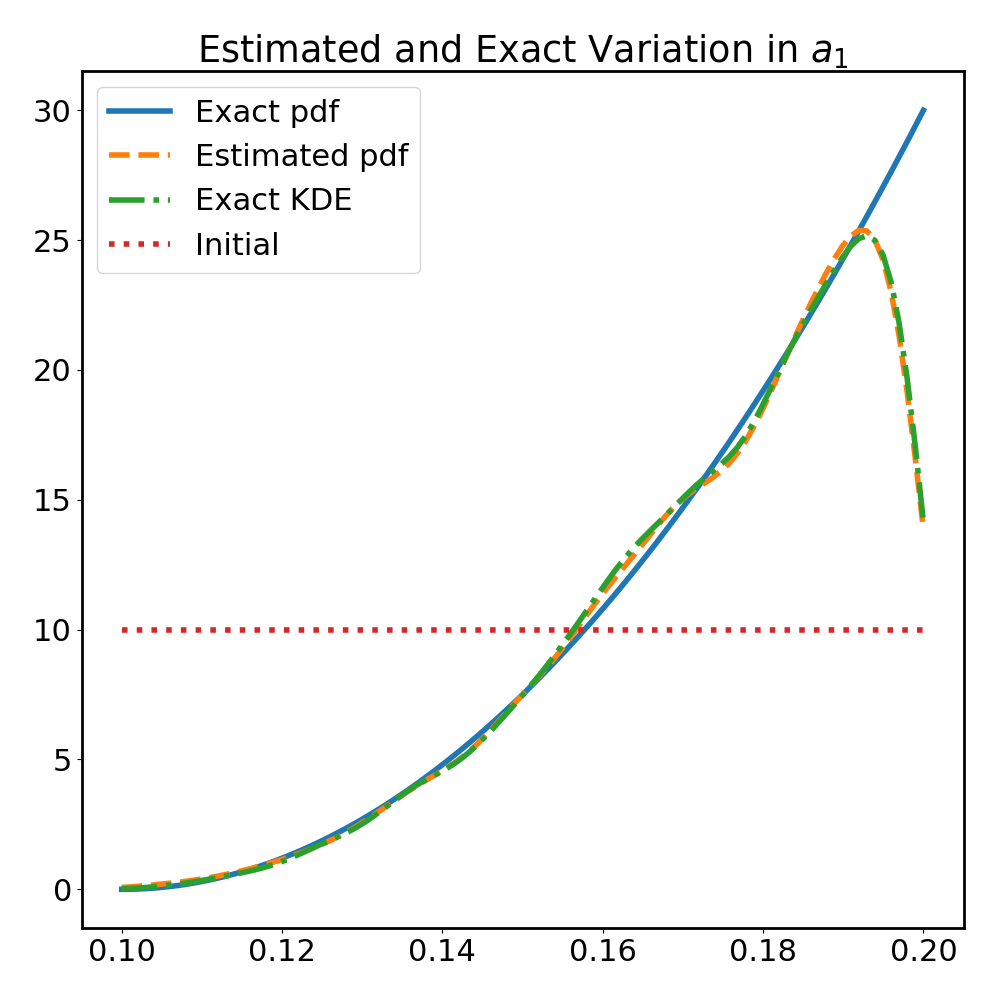 Estimated and Exact Variation in a₁
Exact pdf
Estimated pdf
Exact KDE
Initial
30
25
20
15
10
5
0
0.10 0.12 0.14 0.16 0.18 0.20